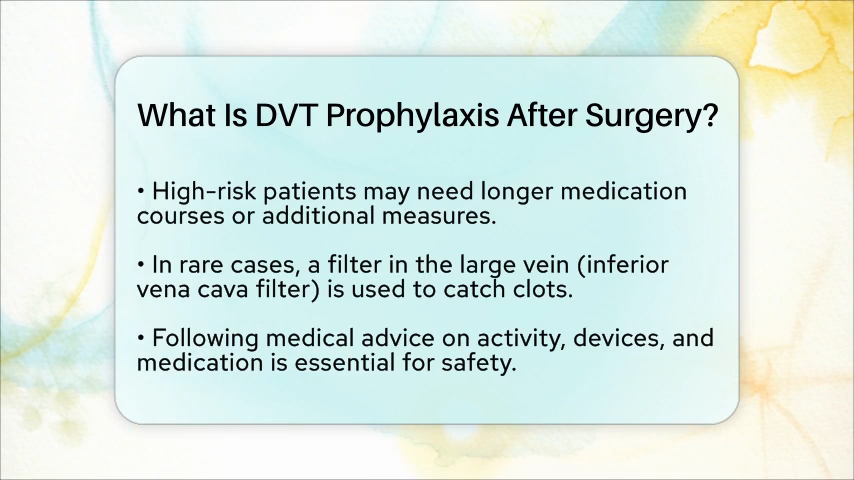 What Is DVT Prophylaxis After Surgery?
• High-risk patients may need longer medication
courses or additional measures.
• In rare cases, a filter in the large vein (inferior
vena cava filter) is used to catch clots.
• Following medical advice on activity, devices, and
medication is essential for safety.